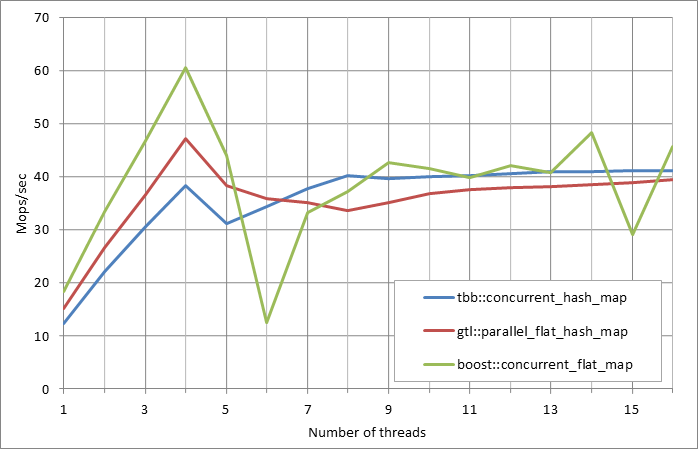 70
60
50
40
30
20
10
0
Mops/sec
tbb::concurrent_hash_map
gtl::parallel_flat_hash_map
boost::concurrent_flat_map
1 3 5 7 9 11 13 15
Number of threads